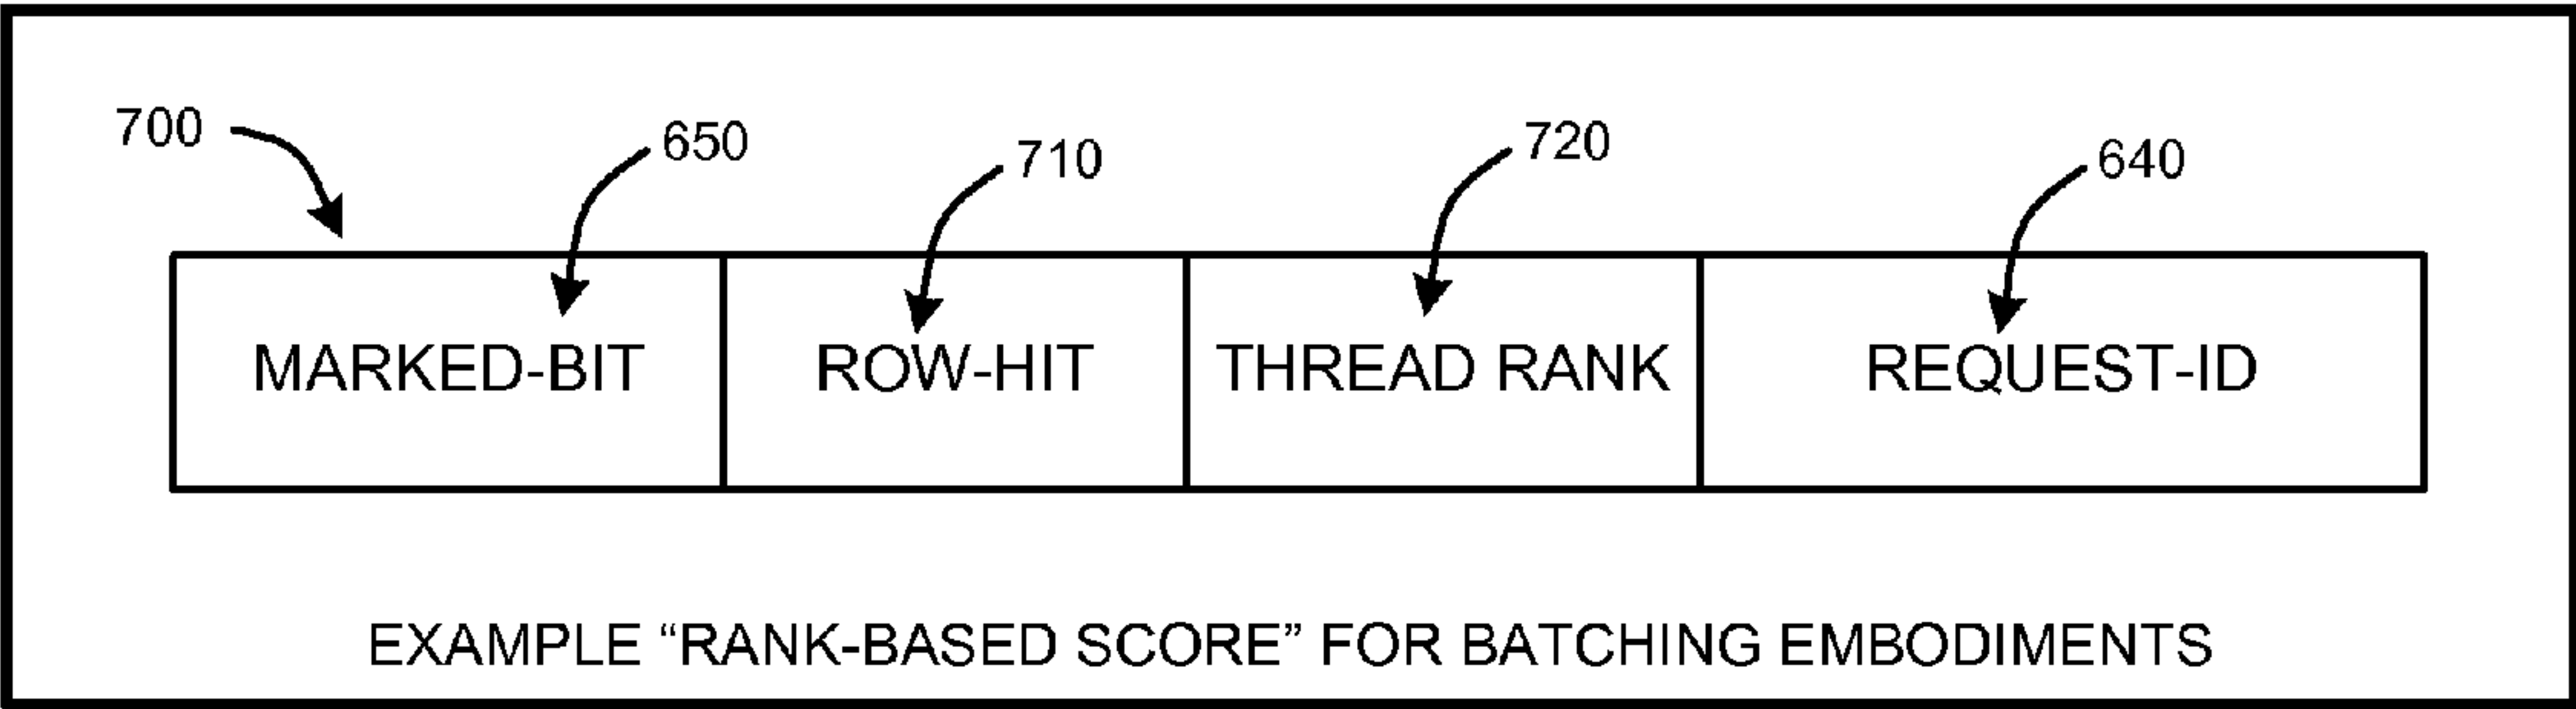 700 650 710 720 640
MARKED-BIT ROW-HIT THREAD RANK REQUEST-ID
EXAMPLE “RANK-BASED SCORE” FOR BATCHING EMBODIMENTS